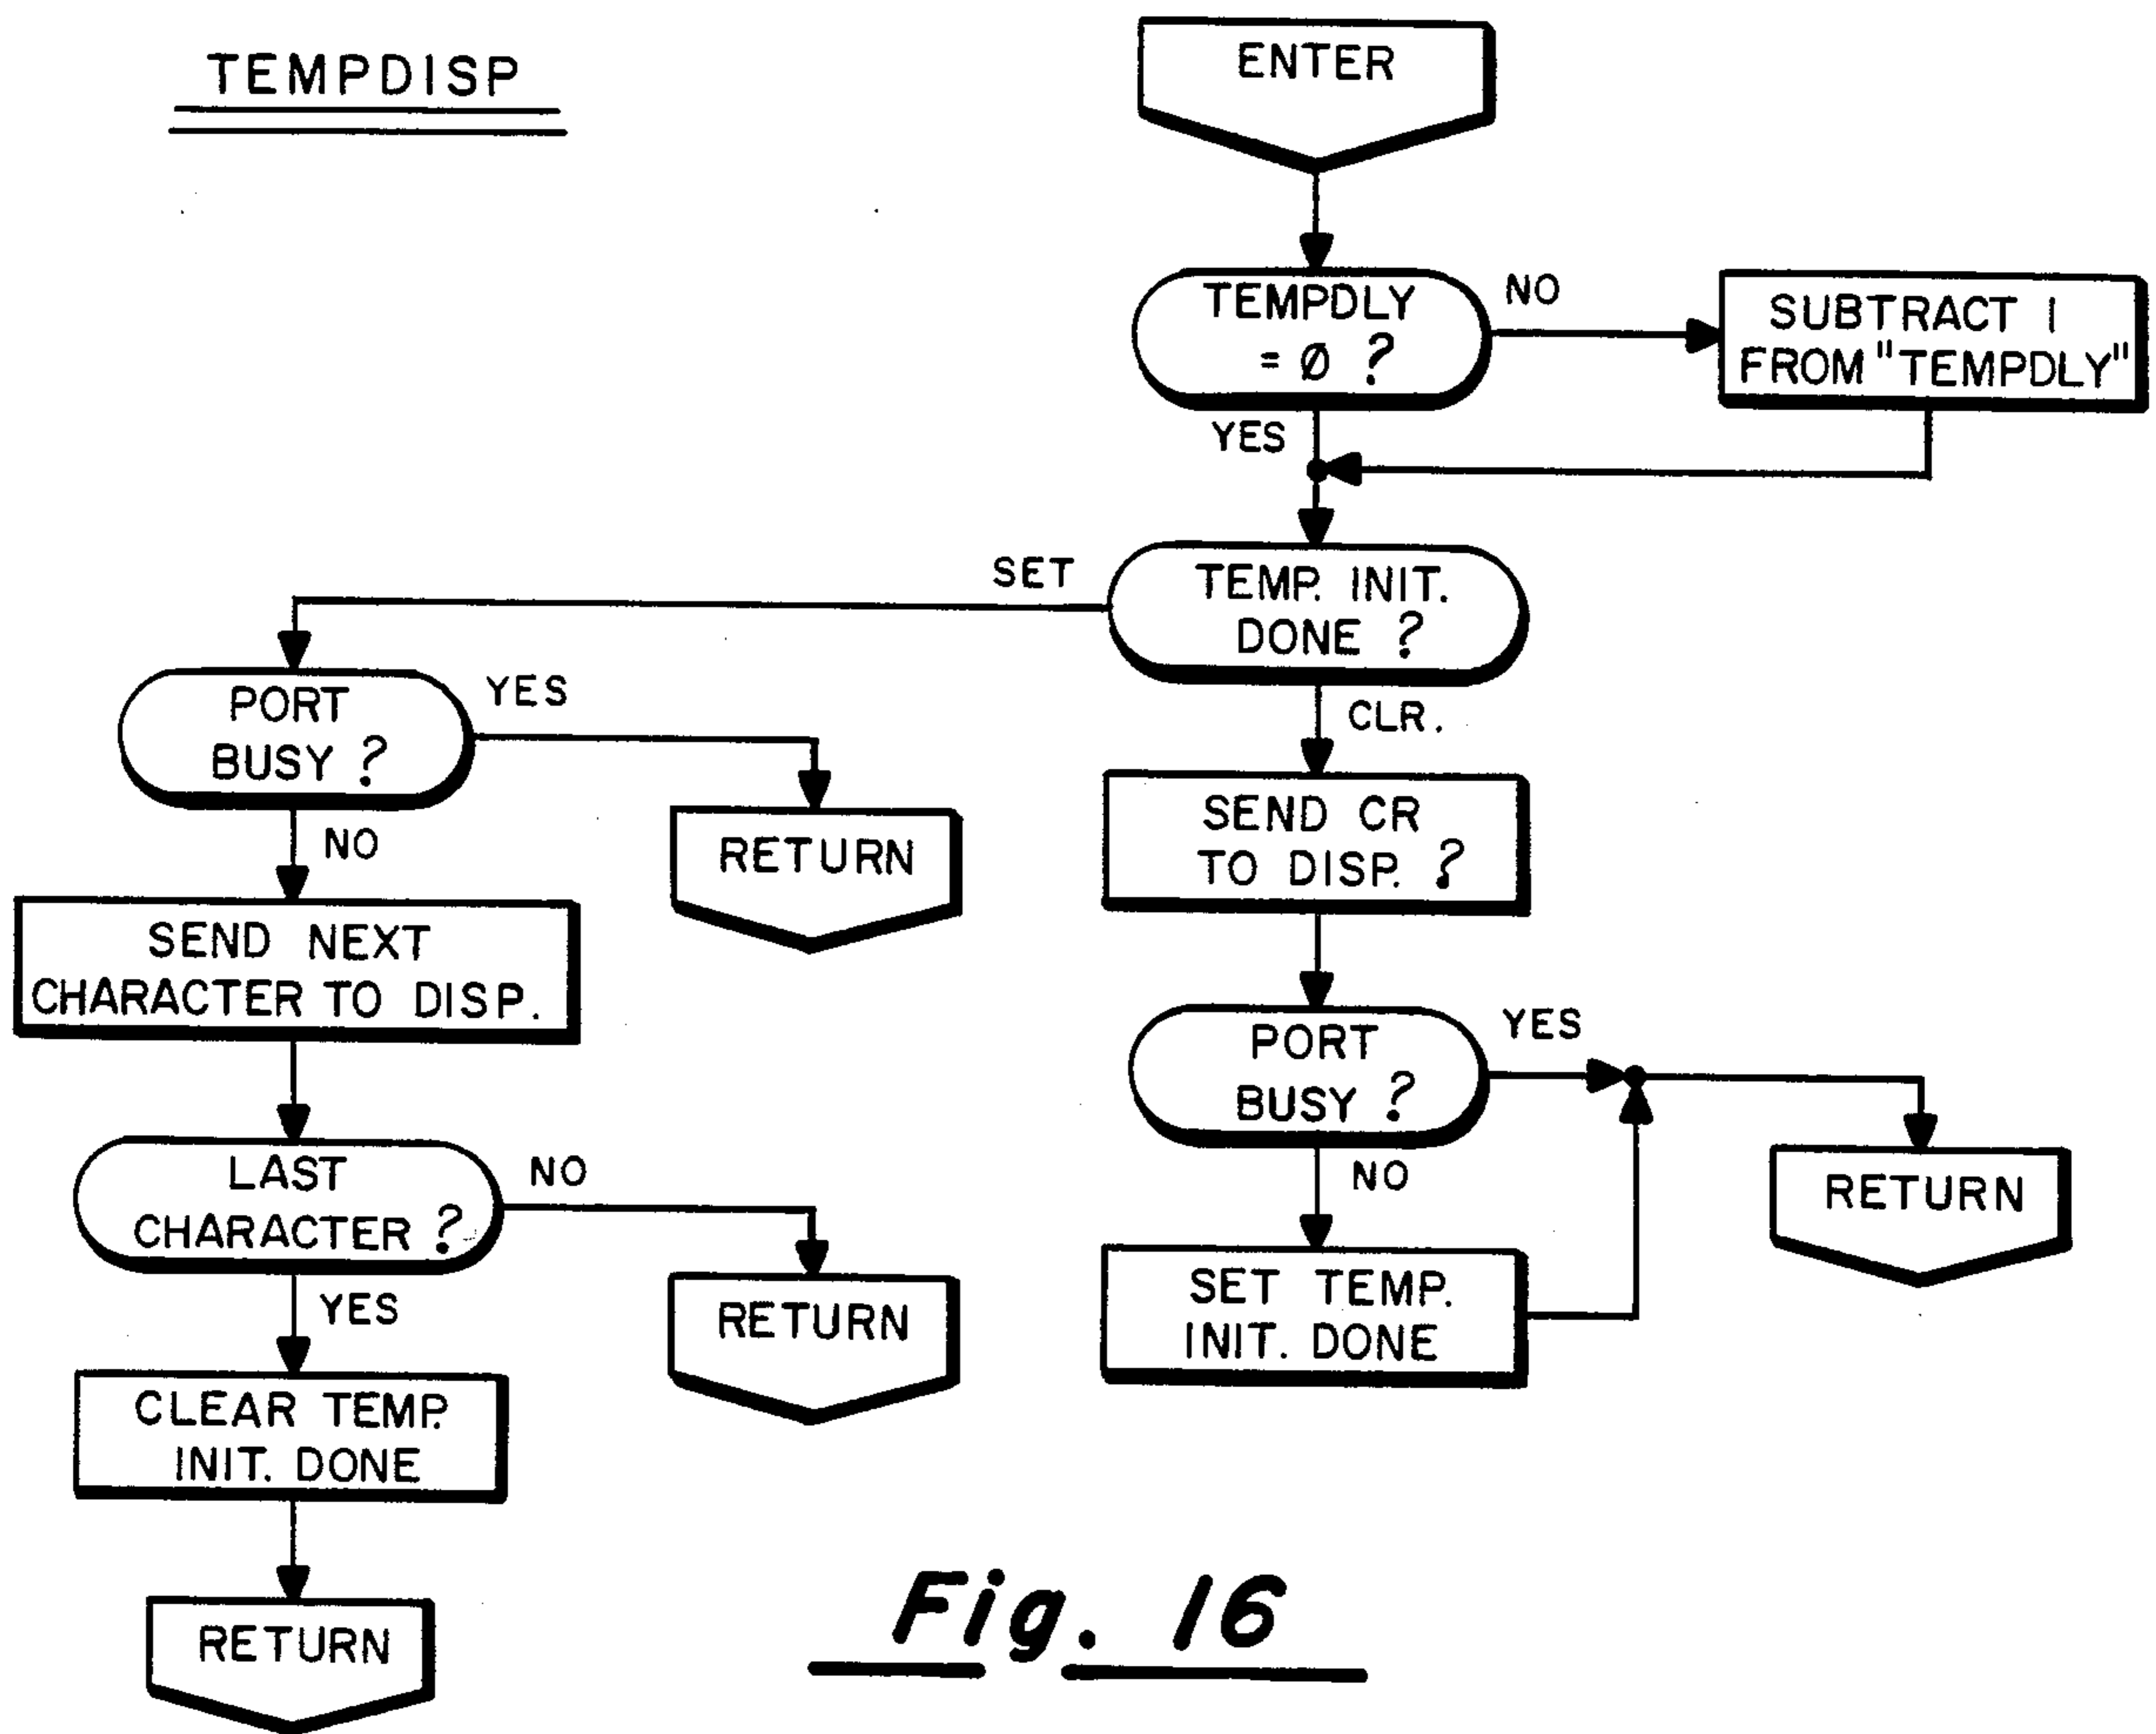 TEMPDISP
ENTER
TEMPDLY
= Ø ?
NO
SUBTRACT 1
FROM "TEMPDLY"
YES
TEMP. INIT.
DONE ?
SET
CLR.
PORT
BUSY ?
YES
RETURN
NO
SEND NEXT
CHARACTER TO DISP.
LAST
CHARACTER ?
NO
RETURN
YES
CLEAR TEMP.
INIT. DONE
RETURN
SEND CR
TO DISP. ?
PORT
BUSY ?
YES
RETURN
NO
SET TEMP.
INIT. DONE
Fig. 16